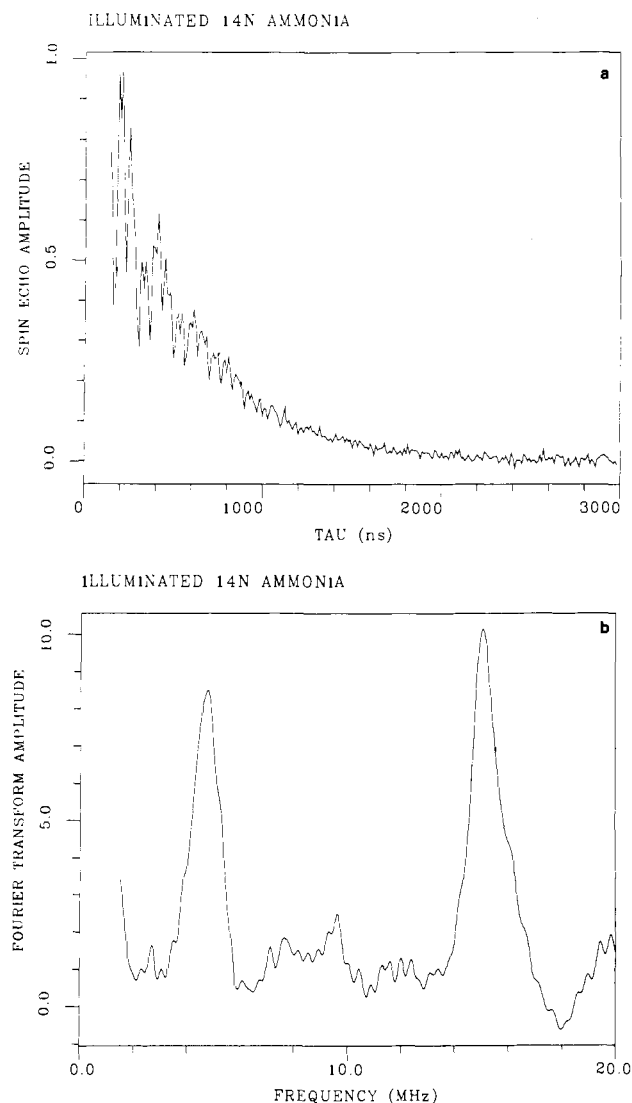 ILLUMINATED 14N AMMONIA
a
1.0
0.5
0.0
SPIN ECHO AMPLITUDE
0
1000
2000
3000
TAU (ns)
ILLUMINATED 14N AMMONIA
b
10.0
5.0
0.0
FOURIER TRANSFORM AMPLITUDE
0.0
10.0
20.0
FREQUENCY (MHz)